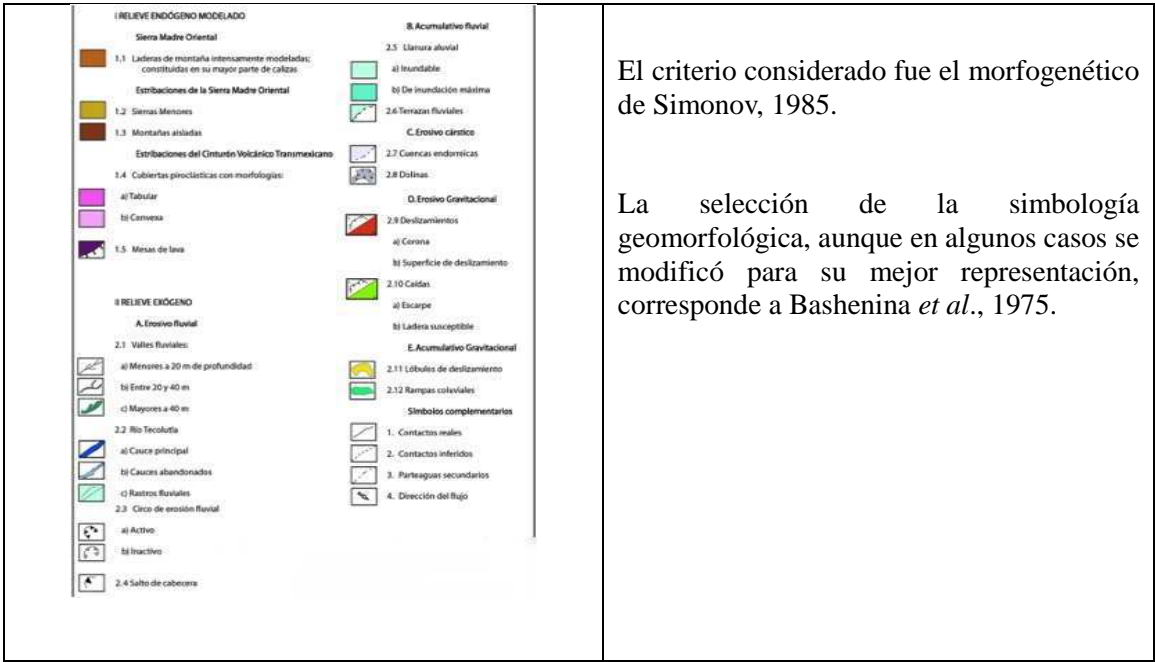 I RELIEVE ENDÓGENO MODELADO
Sierra Madre Oriental
1.1 Laderas de montaña intensamente modeladas;
constituidas en su mayor parte de calizas
Estribaciones de la Sierra Madre Oriental
1.2 Sierras Menores
1.3 Montañas aisladas
Estribaciones del Cinturón Volcánico Transmexicano
1.4 Cubiertas piroclásticas con morfologías:
a) Tabular
b) Convexa
1.5 Mesas de lava
II RELIEVE EXÓGENO
A. Erosivo fluvial
2.1 Valles fluviales:
a) Menores a 20 m de profundidad
b) Entre 20 y 40 m
c) Mayores a 40 m
2.2 Río Tecolutla
a) Cauce principal
b) Cauces abandonados
c) Rastros fluviales
2.3 Circo de erosión fluvial
a) Activo
b) Inactivo
2.4 Salto de cabecera
B. Acumulativo fluvial
2.5 Llanura aluvial
a) Inundable
b) De inundación máxima
2.6 Terrazas fluviales
C. Erosivo cárstico
2.7 Cuencas endorreicas
2.8 Dolinas
D. Erosivo Gravitacional
2.9 Deslizamientos
a) Corona
b) Superficie de deslizamiento
2.10 Caídas
a) Escarpe
b) Ladera susceptible
E. Acumulativo Gravitacional
2.11 Lóbulos de deslizamiento
2.12 Rampas coluviales
Símbolos complementarios
1. Contactos reales
2. Contactos inferidos
3. Parteaguas secundarios
4. Dirección del flujo
El criterio considerado fue el morfogenético
de Simonov, 1985.
La selección de la simbología
geomorfológica, aunque en algunos casos se
modificó para su mejor representación,
corresponde a Bashenina et al., 1975.